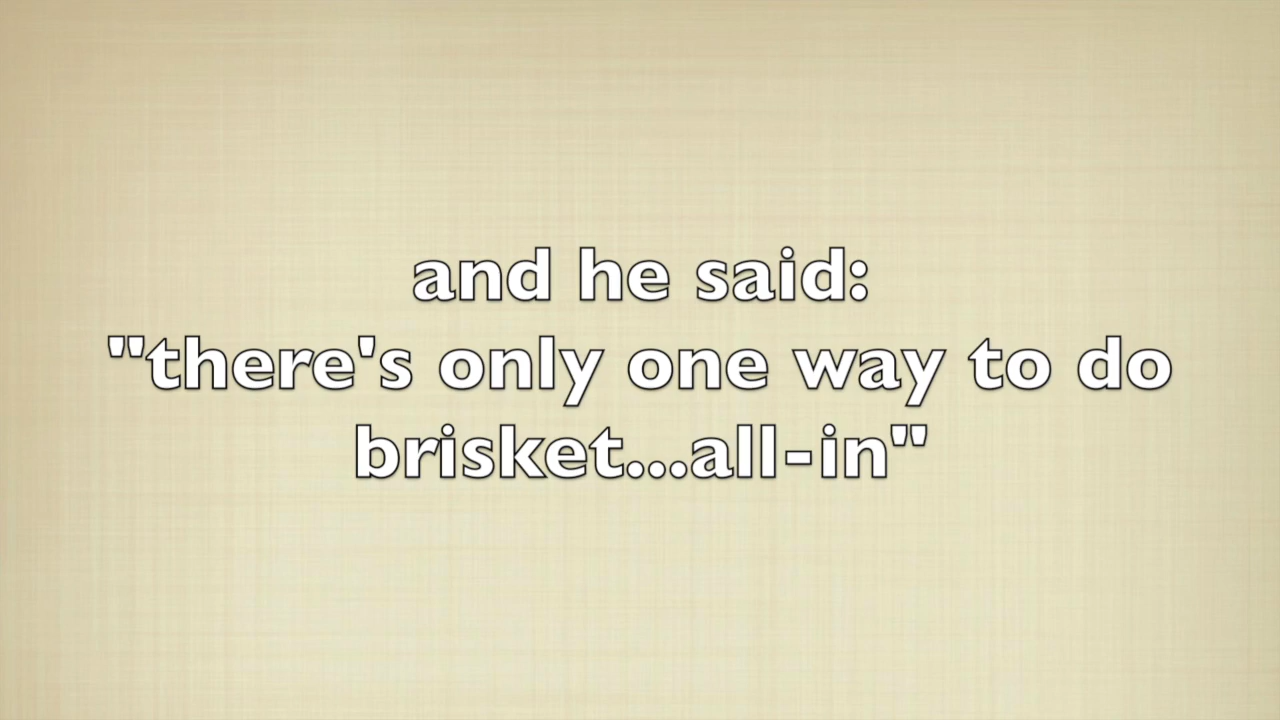 and he said:
"there's only one way to do
brisket...all-in"